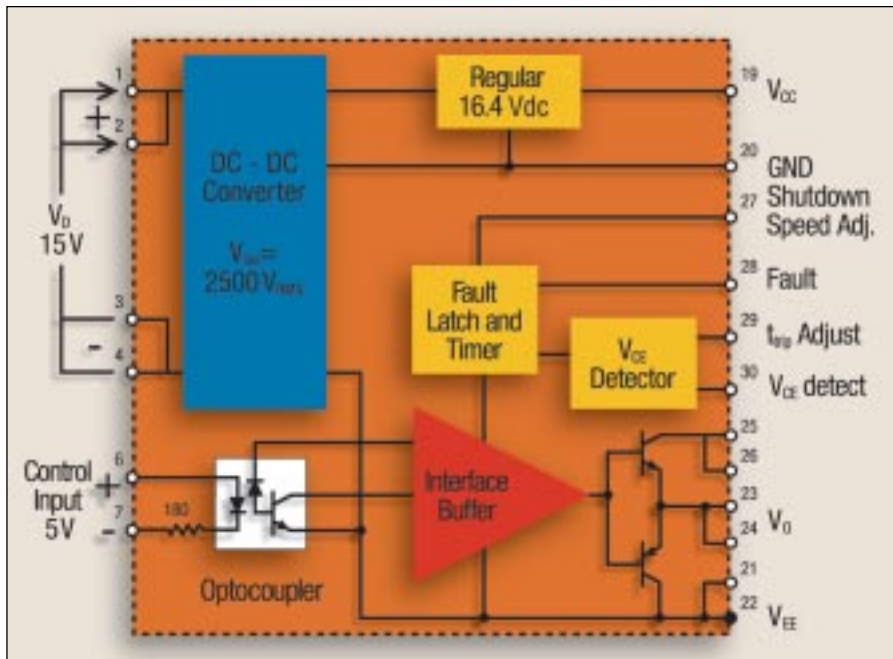 1
+
2
V_D
15V
3
-
4
6
Control
Input
5V
+
7
-
180
DC - DC
Converter
V_iso =
2500 V_rms
Regular
16.4 Vdc
Fault
Latch and
Timer
V_CE
Detector
Interface
Buffer
Optocoupler
19
V_CC
20
GND
27
Shutdown
Speed Adj.
28
Fault
29
t_trip Adjust
30
V_CE detect
25
26
23
24
V_O
21
22
V_EE